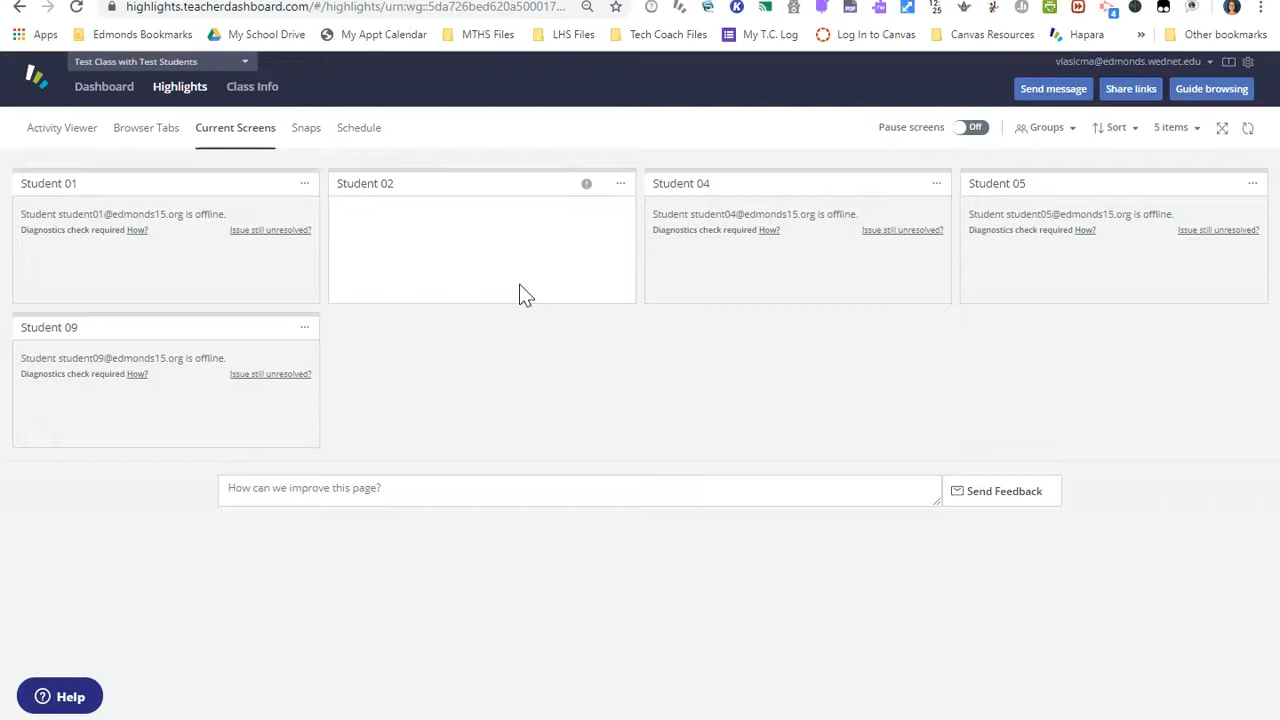 highlights.teacherdashboard.com/#/highlights/urn:wg::5da726bed620a500017...
Apps Edmonds Bookmarks My School Drive My Appt Calendar MTHS Files LHS Files Tech Coach Files My T.C. Log Log In to Canvas Canvas Resources Hapara » Other bookmarks
Test Class with Test Students
vlasicma@edmonds.wednet.edu
Dashboard Highlights Class Info
Send message Share links Guide browsing
Activity Viewer Browser Tabs Current Screens Snaps Schedule
Pause screens Off Groups Sort 5 items
Student 01
Student student01@edmonds15.org is offline.
Diagnostics check required How? Issue still unresolved?
Student 02
Student 04
Student student04@edmonds15.org is offline.
Diagnostics check required How? Issue still unresolved?
Student 05
Student student05@edmonds15.org is offline.
Diagnostics check required How? Issue still unresolved?
Student 09
Student student09@edmonds15.org is offline.
Diagnostics check required How? Issue still unresolved?
How can we improve this page?
Send Feedback
Help